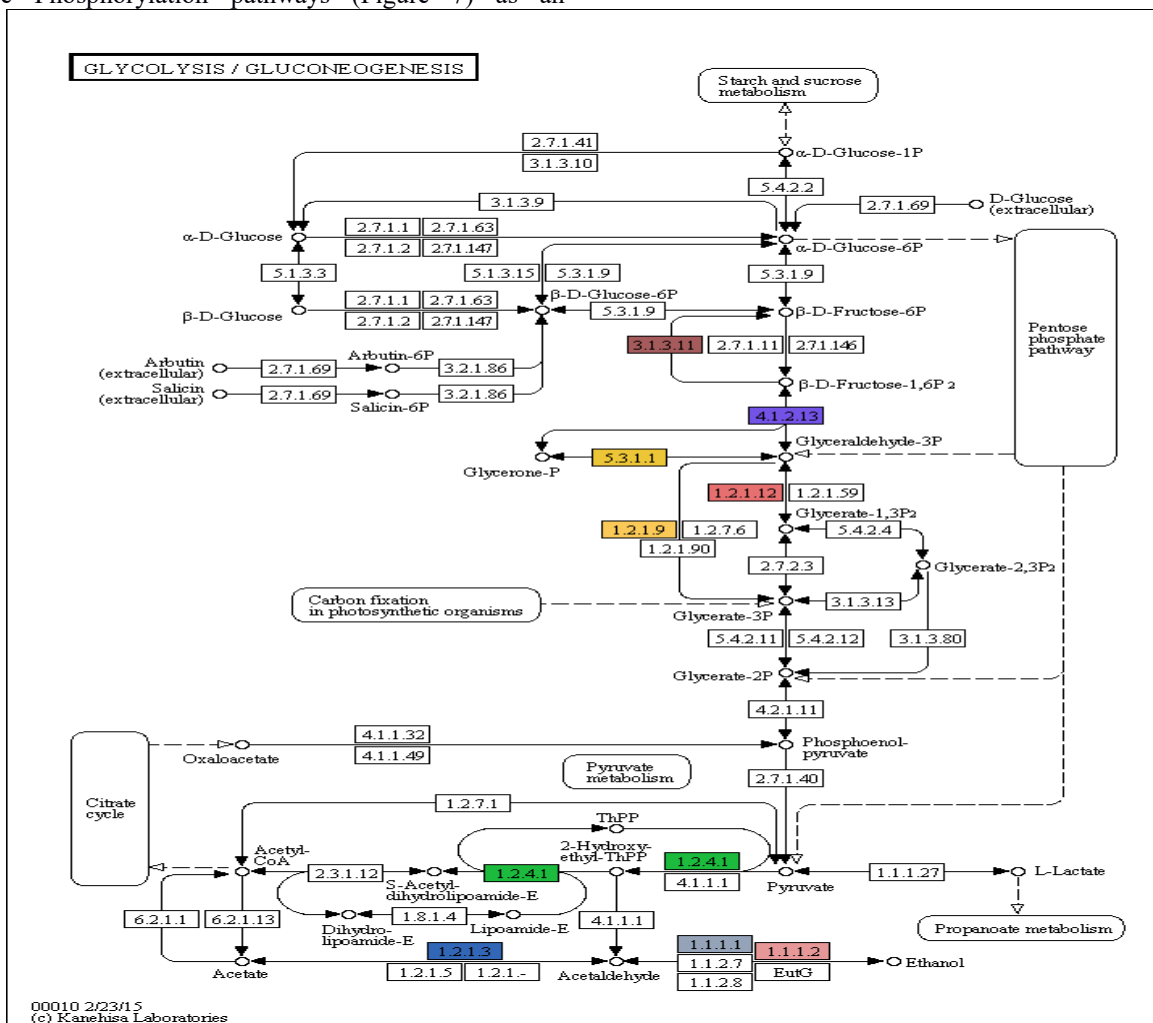 e Phosphorylation pathways (Figure 7) as an
GLYCOLYSIS / GLUCONEOGENESIS
Starch and sucrose
metabolism
2.7.1.41
3.1.3.10
α-D-Glucose-1P
5.4.2.2
3.1.3.9
2.7.1.69
D-Glucose
(extracellular)
α-D-Glucose
2.7.1.1
2.7.1.63
2.7.1.2
2.7.1.147
α-D-Glucose-6P
5.1.3.3
5.1.3.15
5.3.1.9
5.3.1.9
β-D-Glucose-6P
β-D-Glucose
2.7.1.1
2.7.1.63
2.7.1.2
2.7.1.147
5.3.1.9
β-D-Fructose-6P
Pentose
phosphate
pathway
3.1.3.11
2.7.1.11
2.7.1.146
Arbutin
(extracellular)
2.7.1.69
Arbutin-6P
3.2.1.86
Salicin
(extracellular)
2.7.1.69
Salicin-6P
3.2.1.86
β-D-Fructose-1,6P2
4.1.2.13
Glyceraldehyde-3P
Glycerone-P
5.3.1.1
1.2.1.12
1.2.1.59
Glycerate-1,3P2
1.2.1.9
1.2.7.6
1.2.1.90
5.4.2.4
2.7.2.3
Glycerate-2,3P2
Carbon fixation
in photosynthetic organisms
3.1.3.13
Glycerate-3P
5.4.2.11
5.4.2.12
3.1.3.80
Glycerate-2P
4.2.1.11
Oxaloacetate
4.1.1.32
4.1.1.49
Phosphoenol-
pyruvate
Pyruvate
metabolism
2.7.1.40
Citrate
cycle
1.2.7.1
ThPP
Acetyl-
CoA
2-Hydroxy-
ethyl-ThPP
2.3.1.12
S-Acetyl-
dihydrolipoamide-E
1.2.4.1
1.2.4.1
4.1.1.1
Pyruvate
1.1.1.27
L-Lactate
6.2.1.1
6.2.1.13
Dihydro-
lipoamide-E
1.8.1.4
Lipoamide-E
4.1.1.1
Propanoate metabolism
Acetate
1.2.1.3
1.2.1.5
1.2.1.-
Acetaldehyde
1.1.1.1
1.1.1.2
1.1.2.7
EutG
1.1.2.8
Ethanol
00010 2/23/15
(c) Kanehisa Laboratories